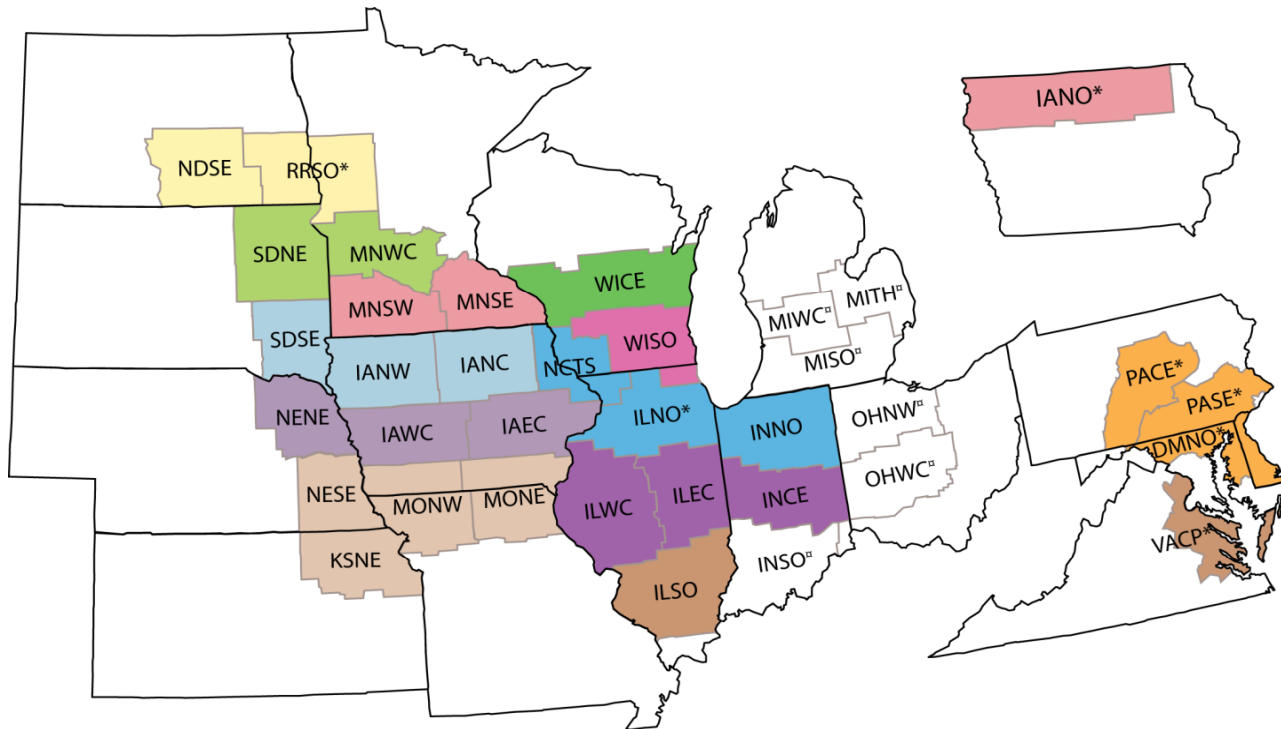 IANO*
NDSE
RRSO*
SDNE
MNWC
WICE
MITH¤
MNSW
MNSE
MIWC¤
SDSE
WISO
MISO¤
IANW
IANC
NCTS
PACE*
NENE
ILNO*
OHNW¤
PASE*
IAWC
IAEC
INNO
DMNO*
NESE
MONW
MONE
ILWC
ILEC
INCE
OHWC¤
KSNE
ILSO
INSO¤
VACP*